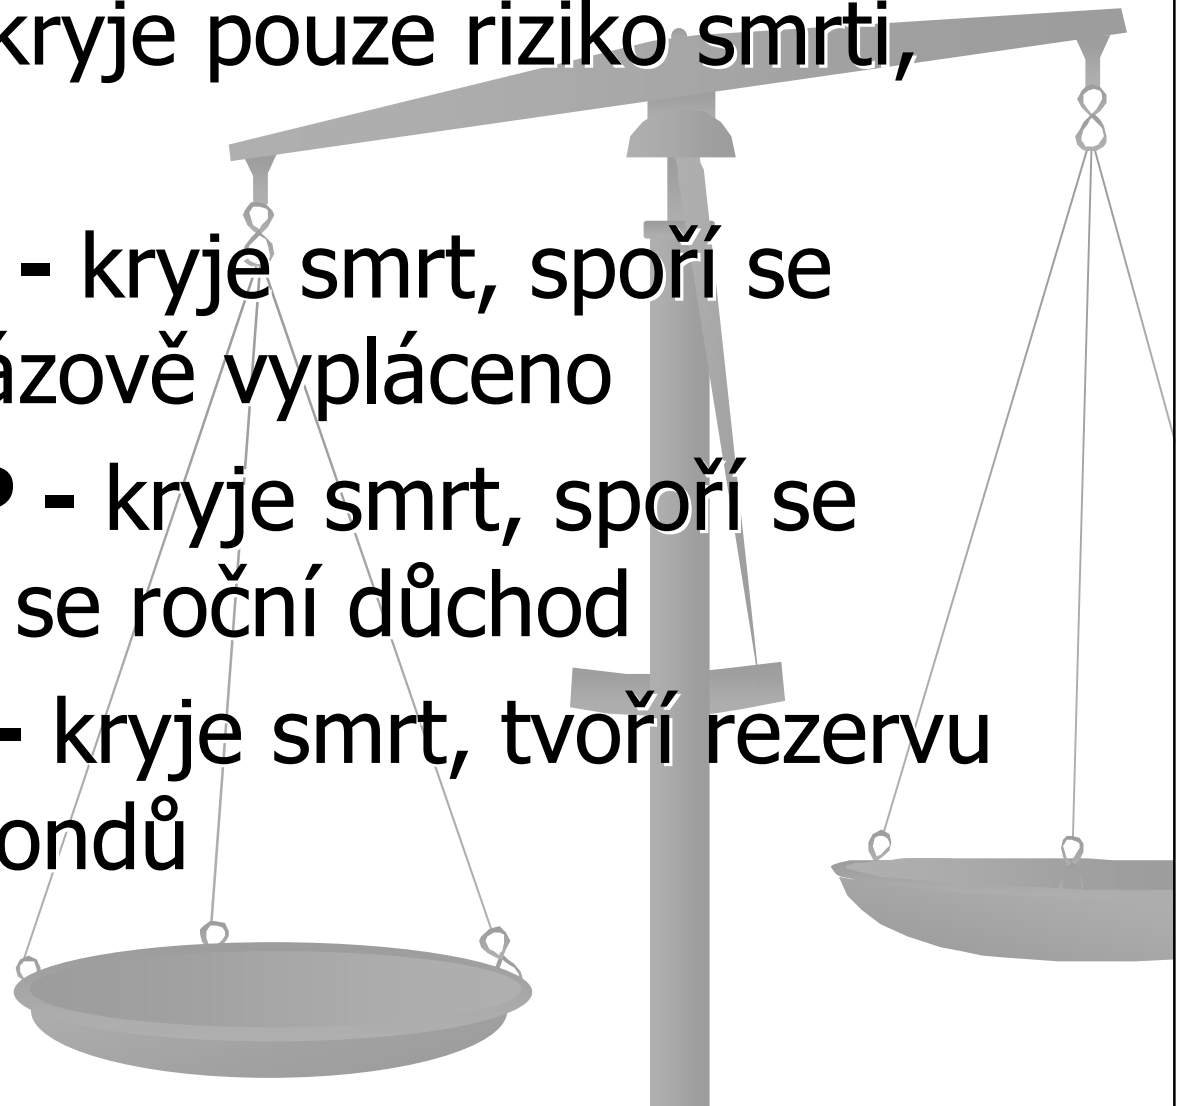 kryje pouze riziko smrti,
- kryje smrt, spoří se
ázově vypláceno
- kryje smrt, spoří se
se roční důchod
- kryje smrt, tvoří rezervu
ondů